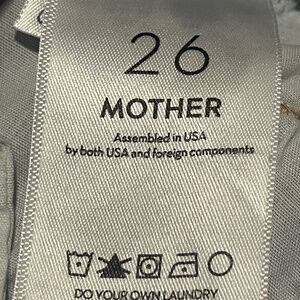 26
MOTHER
Assembled in USA
by both USA and foreign components
DO YOUR OWN LAUNDRY